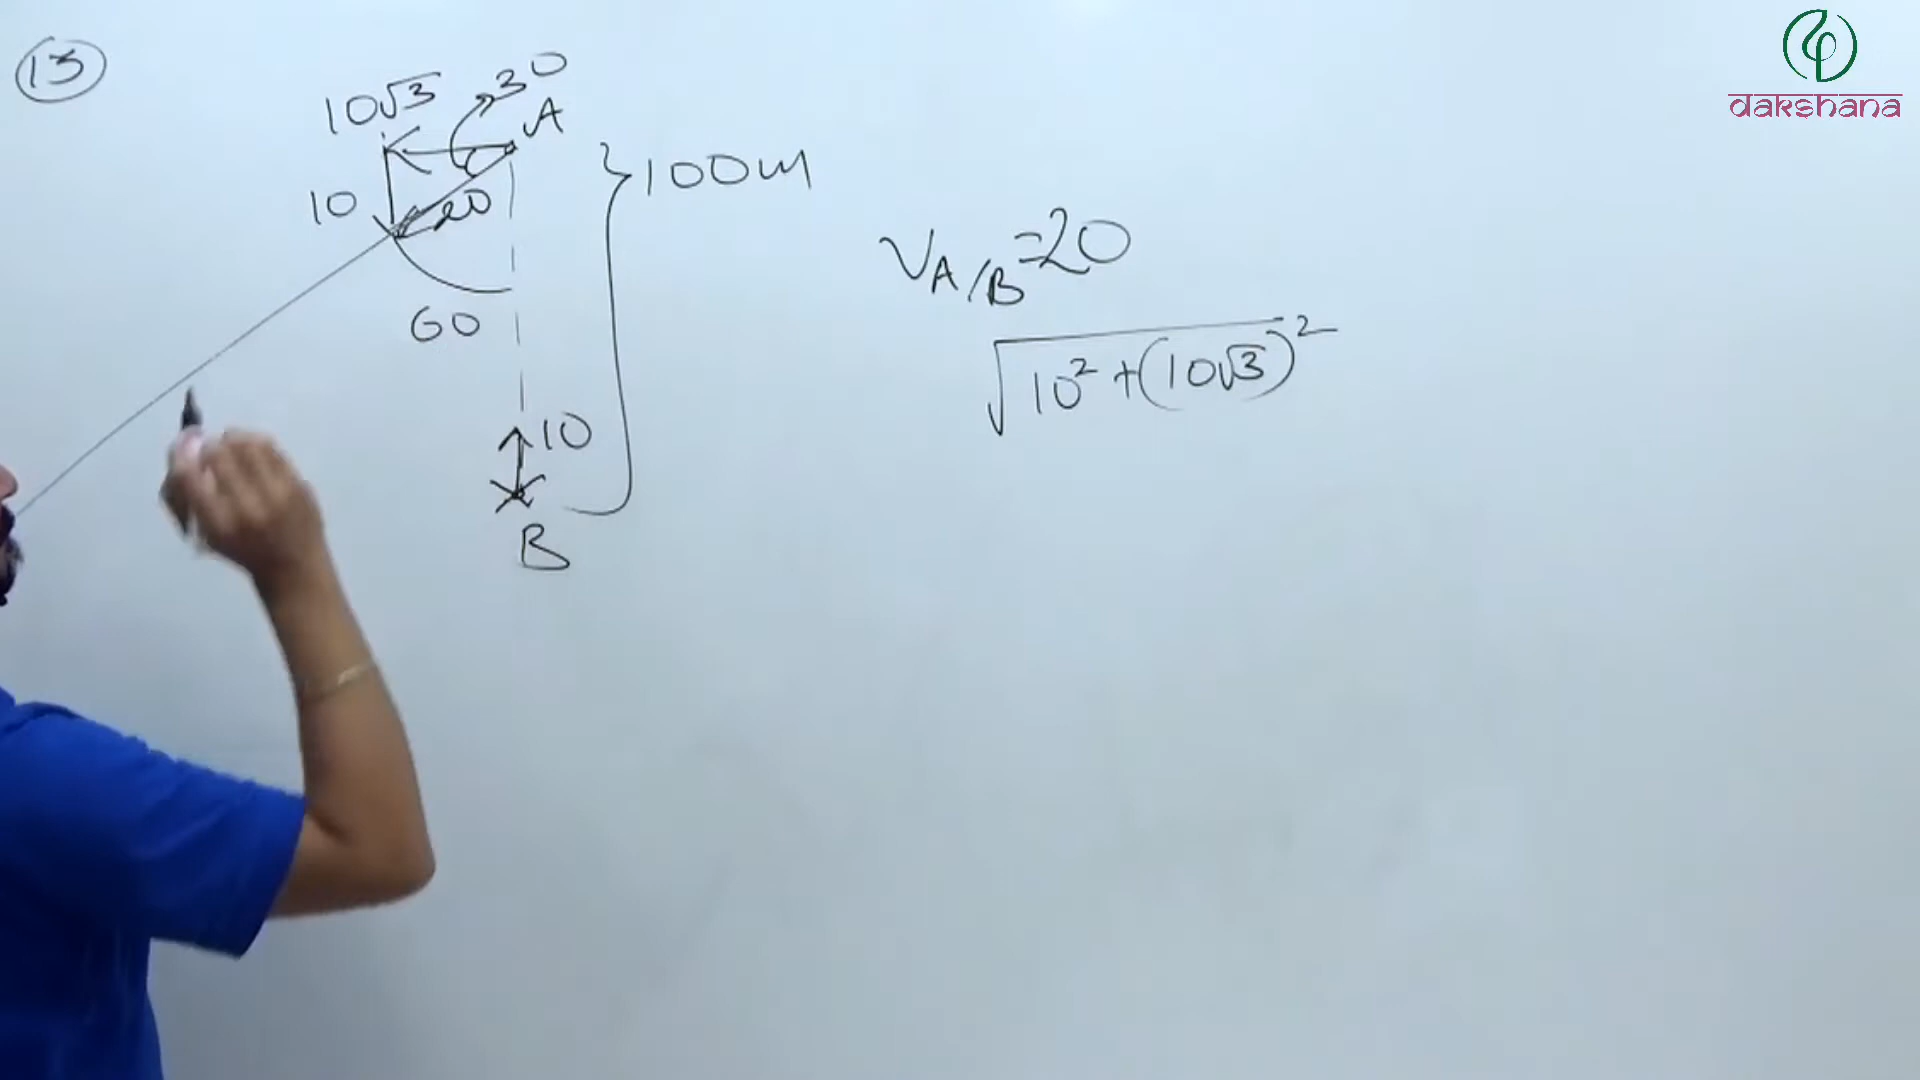 13
10√3
30
A
10
20
60
100m
10
B
V_A/B = 20
√10² + (10√3)²
dakshana